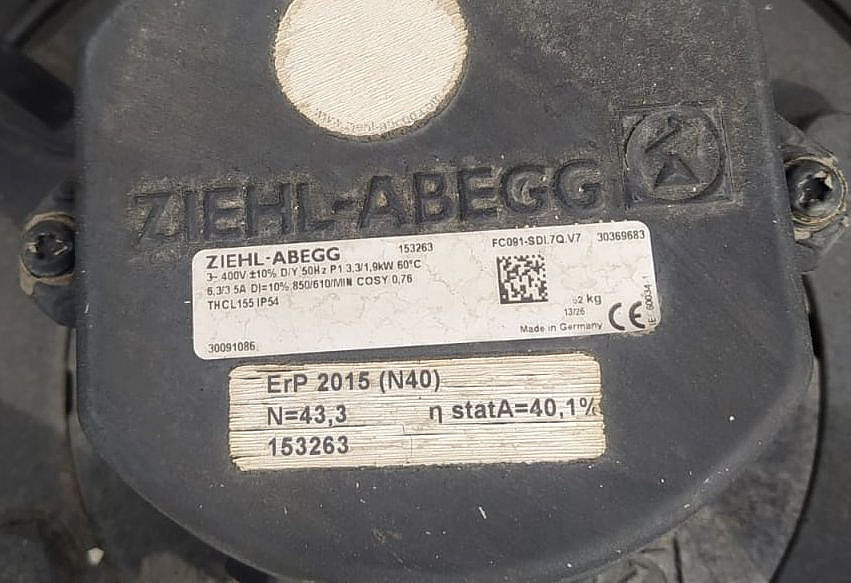 ZIEHL-ABEGG
ZIEHL-ABEGG 153263 FC091-SDL7Q.V7 30369683
3~ 400V ±10% D/Y 50Hz P1 3,3/1,9kW 60°C
6,3/3,5A DI=10% 850/610/MIN COSY 0,76
THCL155 IP54
kg
13/26
Made in Germany CE
30091086
ErP 2015 (N40)
N=43,3 η statA=40,1%
153263